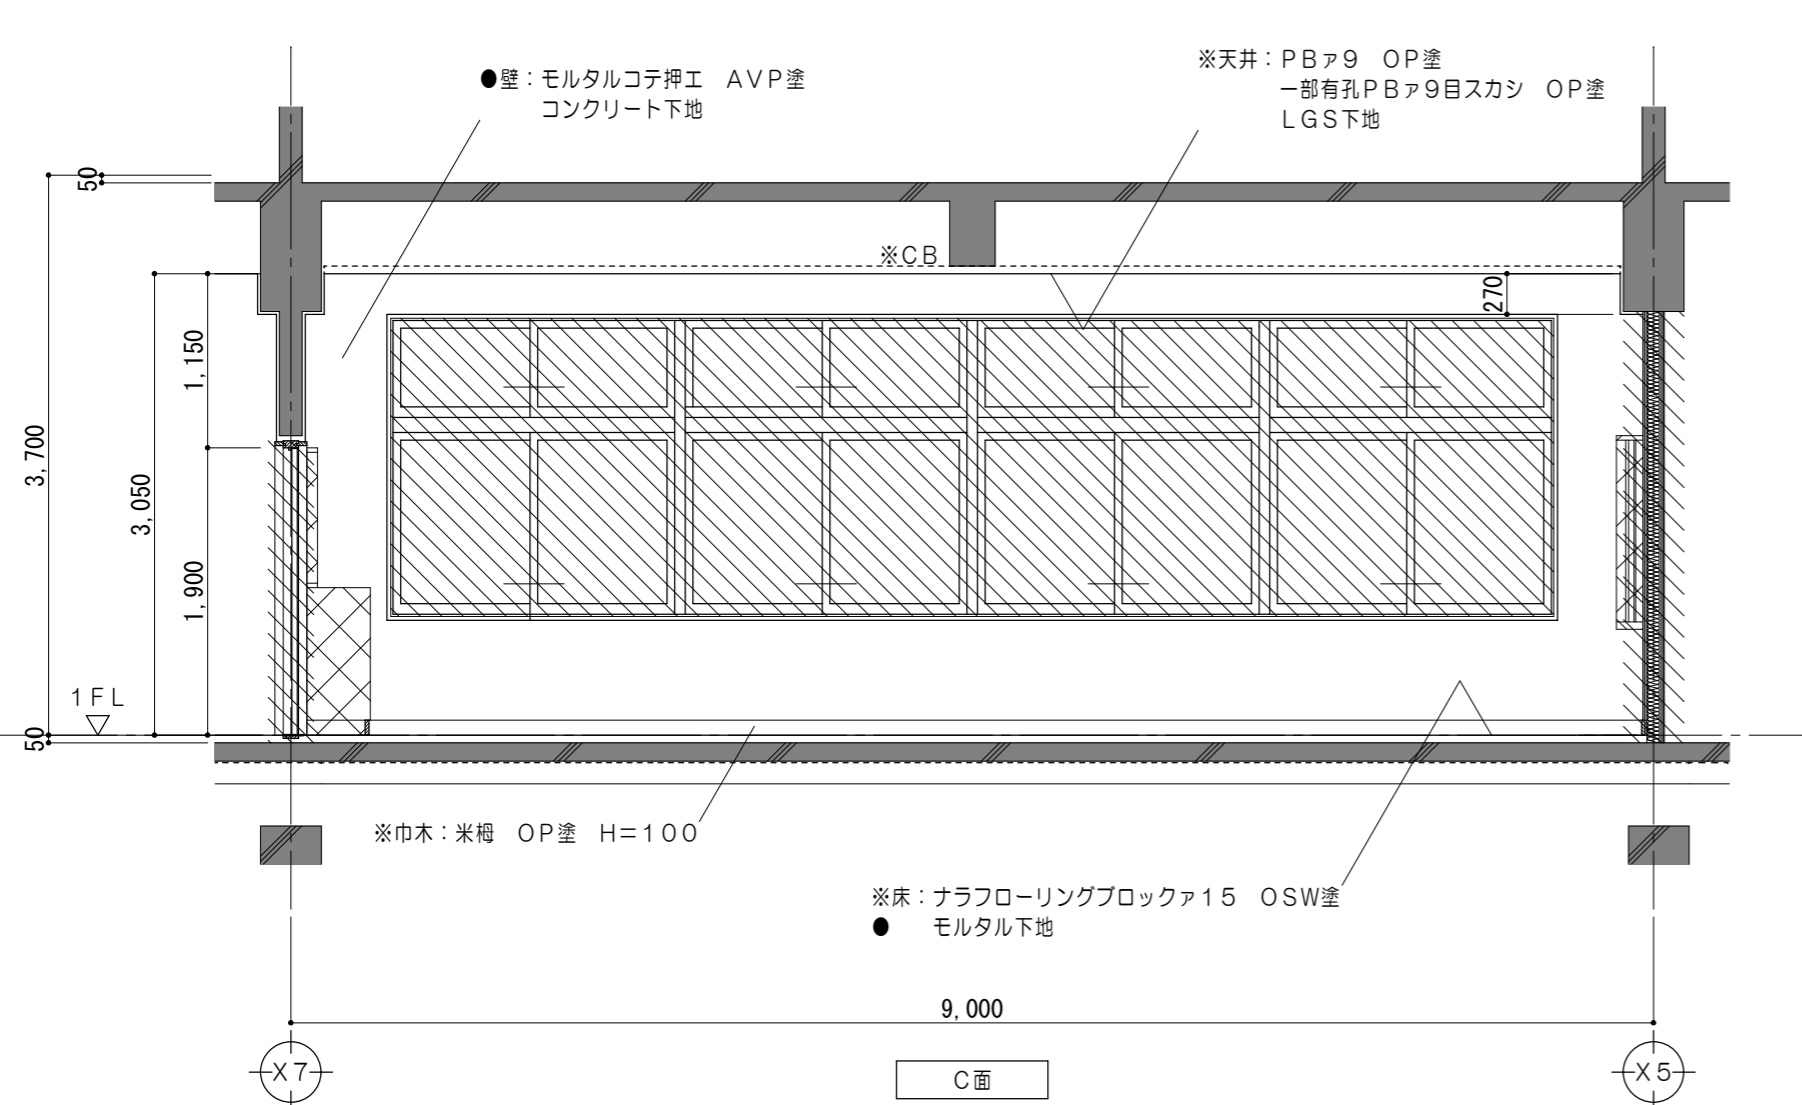 ●壁：モルタルコテ押エ　AVP塗
コンクリート下地
※天井：PBァ9　OP塗
一部有孔PBァ9目スカシ　OP塗
LGS下地
50
※CB
270
1,150
3,700
3,050
1,900
1FL
50
※巾木：米栂　OP塗　H=100
※床：ナラフローリングブロックァ15　OSW塗
●　　モルタル下地
9,000
X7
C面
X5